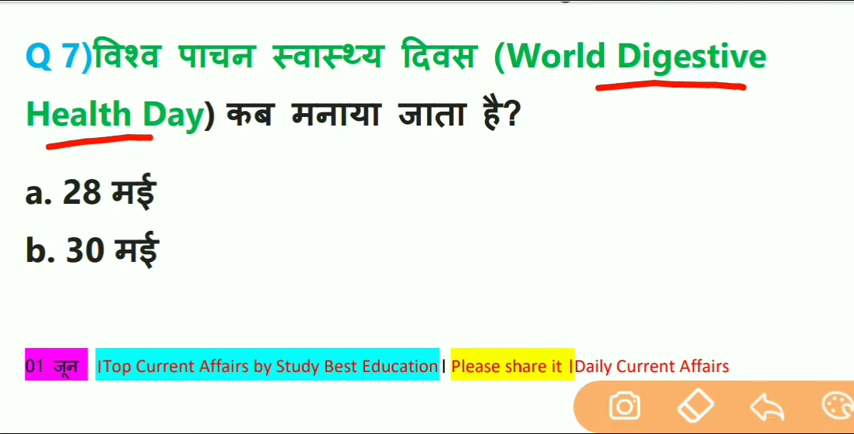 Q 7)विश्व पाचन स्वास्थ्य दिवस (World Digestive
Health Day) कब मनाया जाता है?
a. 28 मई
b. 30 मई
01 जून |Top Current Affairs by Study Best Education| Please share it |Daily Current Affairs